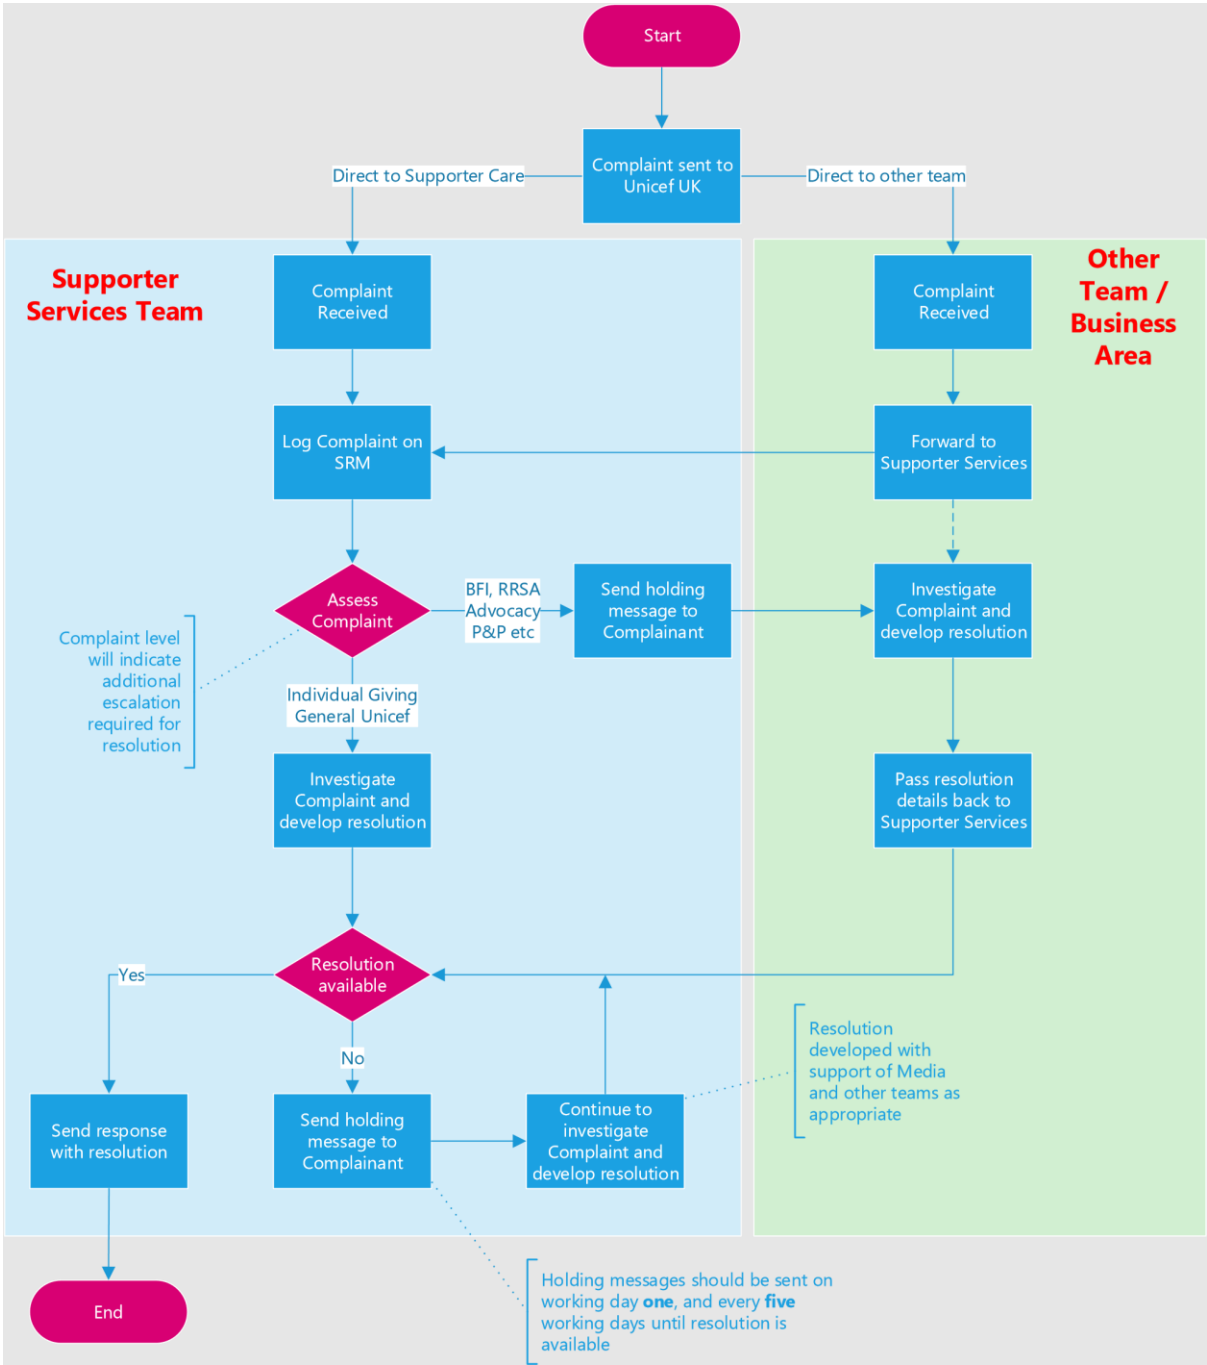 Start
Complaint sent to
Unicef UK
Direct to Supporter Care
Direct to other team
Supporter
Services Team
Complaint
Received
Complaint
Received
Other
Team /
Business
Area
Log Complaint on
SRM
Forward to
Supporter Services
Assess
Complaint
BFI, RRSA
Advocacy
P&P etc
Send holding
message to
Complainant
Investigate
Complaint and
develop resolution
Complaint level
will indicate
additional
escalation
required for
resolution
Individual Giving
General Unicef
Investigate
Complaint and
develop resolution
Pass resolution
details back to
Supporter Services
Resolution
available
Yes
No
Resolution
developed with
support of Media
and other teams as
appropriate
Send response
with resolution
Send holding
message to
Complainant
Continue to
investigate
Complaint and
develop resolution
Holding messages should be sent on
working day one, and every five
working days until resolution is
available
End